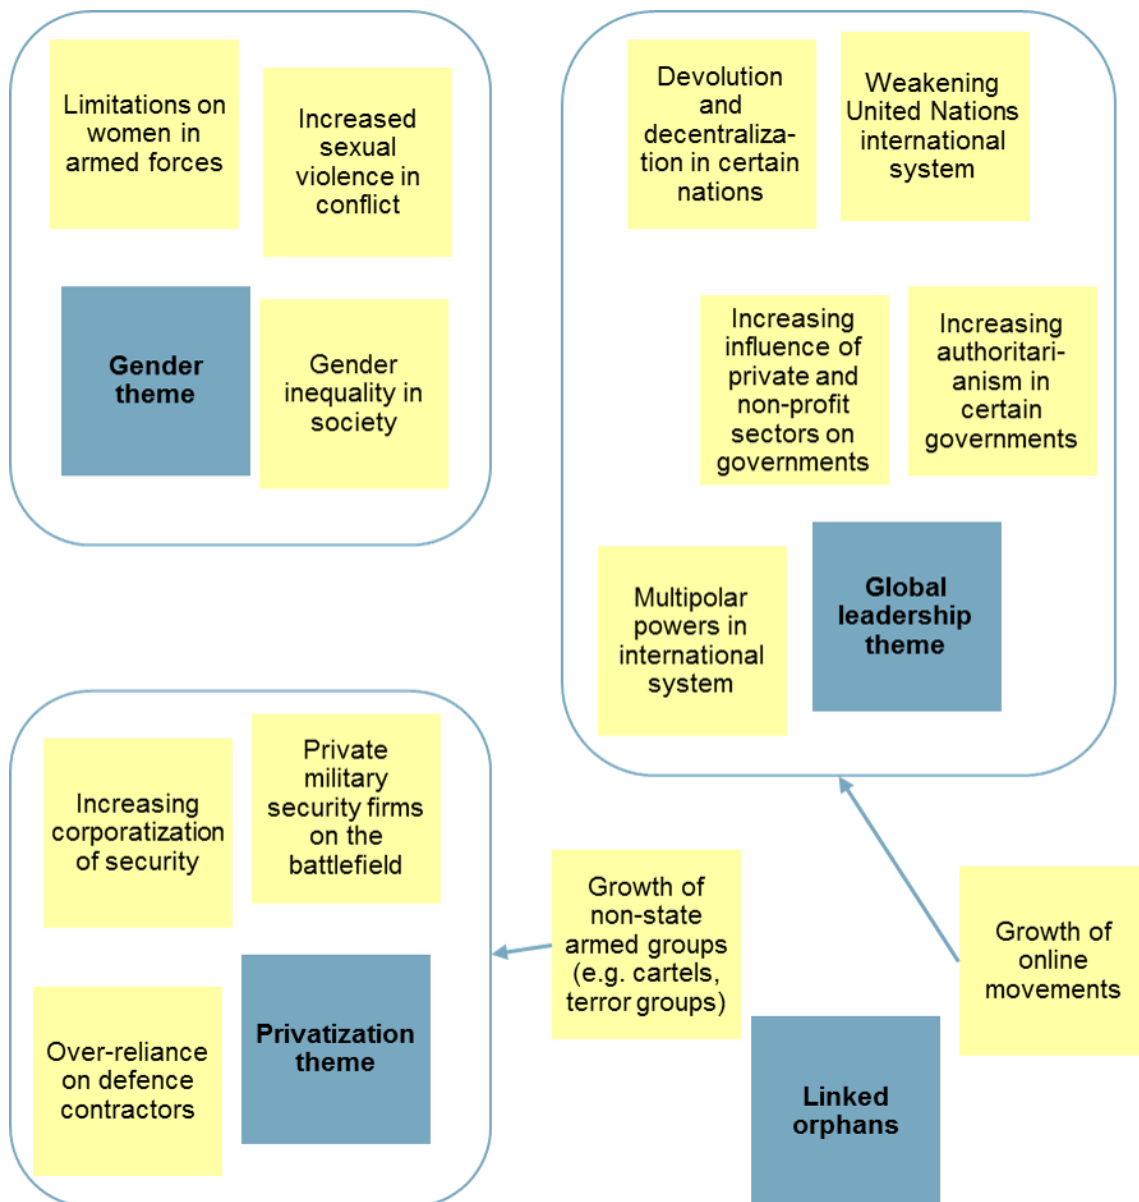 Limitations on
women in
armed forces
Increased
sexual
violence in
conflict
Gender
theme
Gender
inequality in
society
Devolution
and
decentraliza-
tion in certain
nations
Weakening
United Nations
international
system
Increasing
influence of
private and
non-profit
sectors on
governments
Increasing
authoritari-
anism in
certain
governments
Multipolar
powers in
international
system
Global
leadership
theme
Increasing
corporatization
of security
Private
military
security firms
on the
battlefield
Over-reliance
on defence
contractors
Privatization
theme
Growth of
non-state
armed groups
(e.g. cartels,
terror groups)
Growth of
online
movements
Linked
orphans